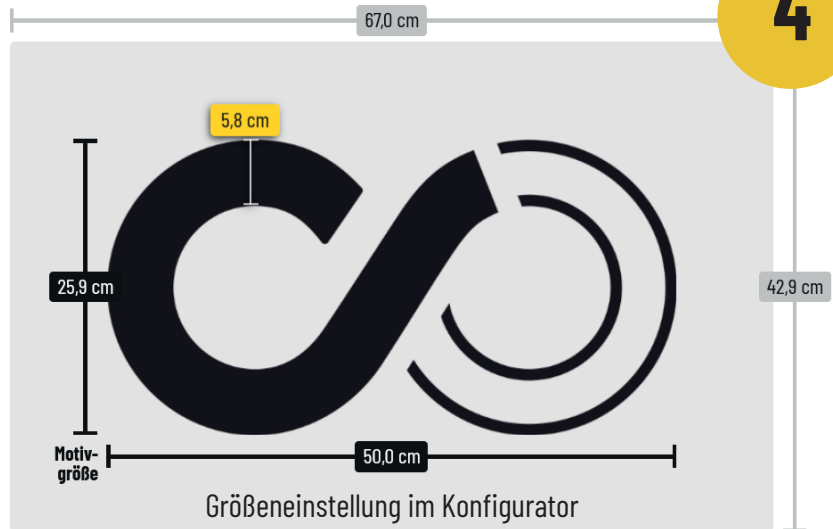 67,0 cm
4
5,8 cm
25,9 cm
42,9 cm
Motiv-
größe
50,0 cm
Größeneinstellung im Konfigurator